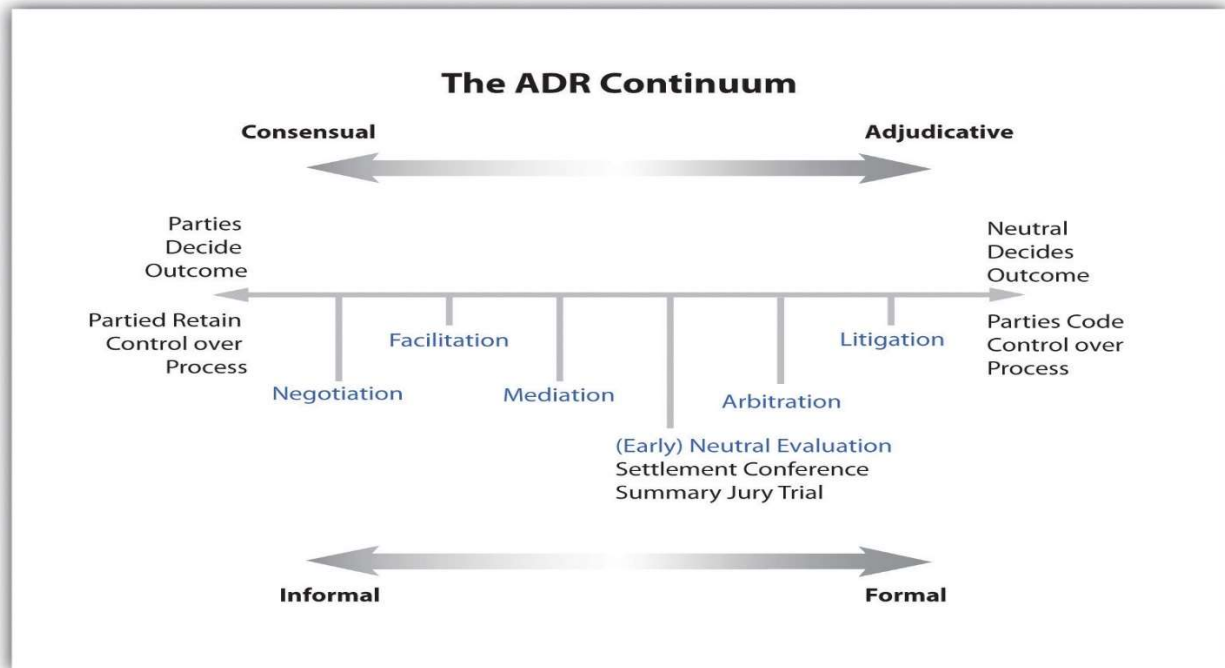 The ADR Continuum
Consensual
Adjudicative
Parties
Decide
Outcome
Neutral
Decides
Outcome
Partied Retain
Control over
Process
Parties Code
Control over
Process
Negotiation
Facilitation
Mediation
(Early) Neutral Evaluation
Settlement Conference
Summary Jury Trial
Arbitration
Litigation
Informal
Formal